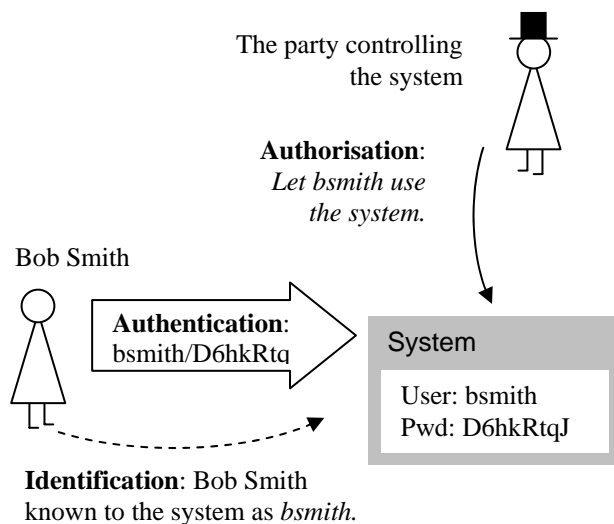 The party controlling
the system
Authorisation:
Let bsmith use
the system.
Bob Smith
Authentication:
bsmith/D6hkRtq
System
User: bsmith
Pwd: D6hkRtqJ
Identification: Bob Smith
known to the system as bsmith.